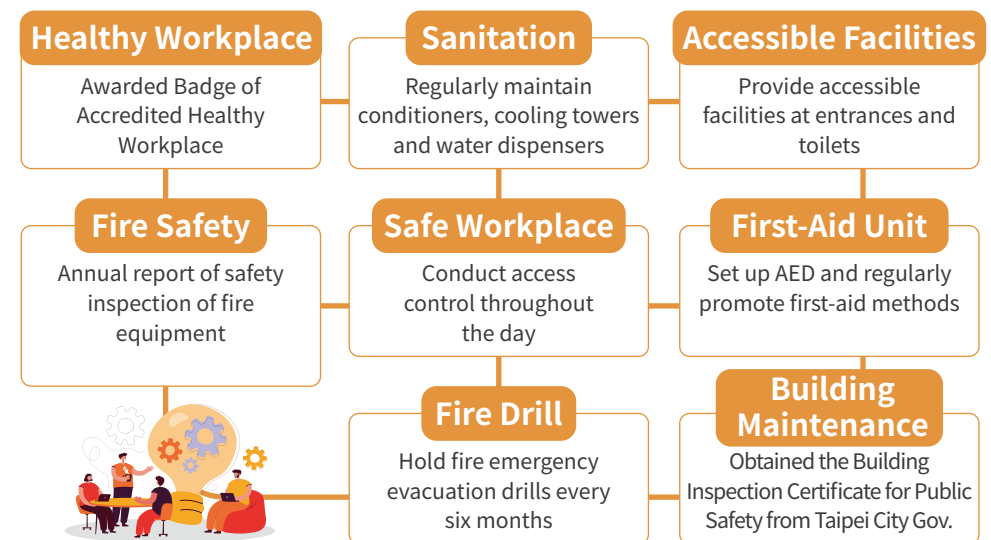 Healthy Workplace
Awarded Badge of
Accredited Healthy
Workplace
Sanitation
Regularly maintain
conditioners, cooling towers
and water dispensers
Accessible Facilities
Provide accessible
facilities at entrances and
toilets
Fire Safety
Annual report of safety
inspection of fire
equipment
Safe Workplace
Conduct access
control throughout
the day
First-Aid Unit
Set up AED and regularly
promote first-aid methods
Fire Drill
Hold fire emergency
evacuation drills every
six months
Building
Maintenance
Obtained the Building
Inspection Certificate for Public
Safety from Taipei City Gov.